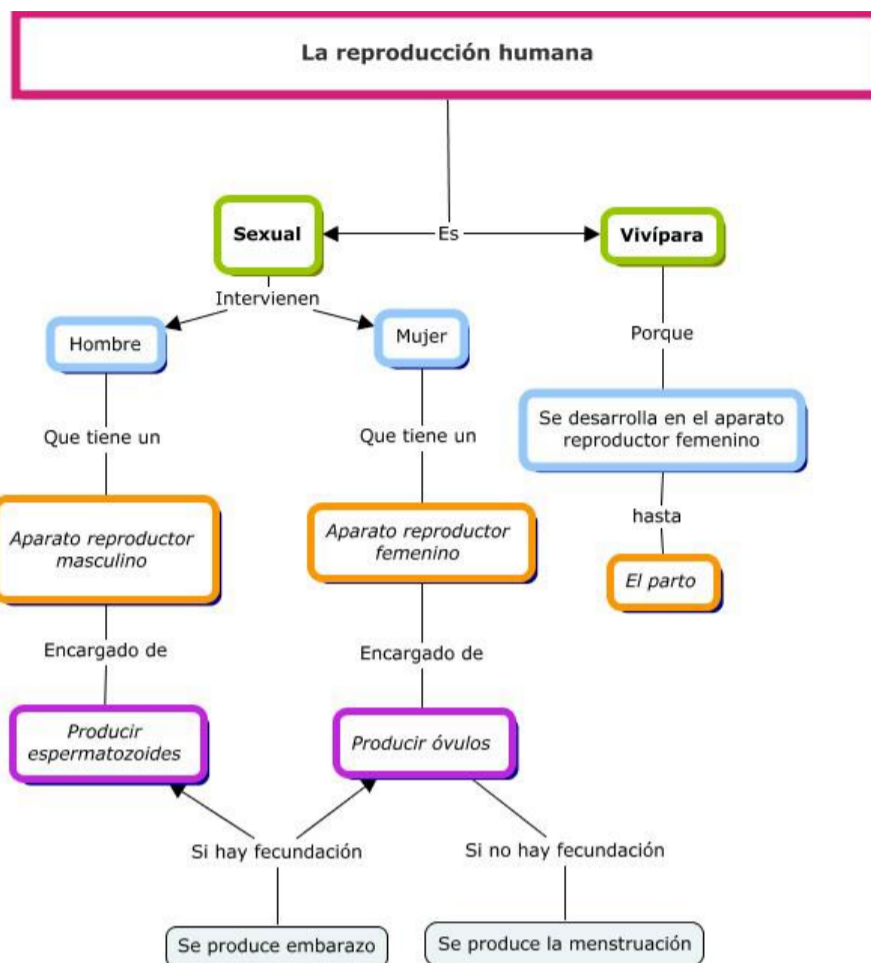 La reproducción humana
Sexual
Es
Vivípara
Intervienen
Hombre
Mujer
Porque
Que tiene un
Que tiene un
Se desarrolla en el aparato
reproductor femenino
hasta
Aparato reproductor
masculino
Aparato reproductor
femenino
El parto
Encargado de
Encargado de
Producir
espermatozoides
Producir óvulos
Si hay fecundación
Si no hay fecundación
Se produce embarazo
Se produce la menstruación